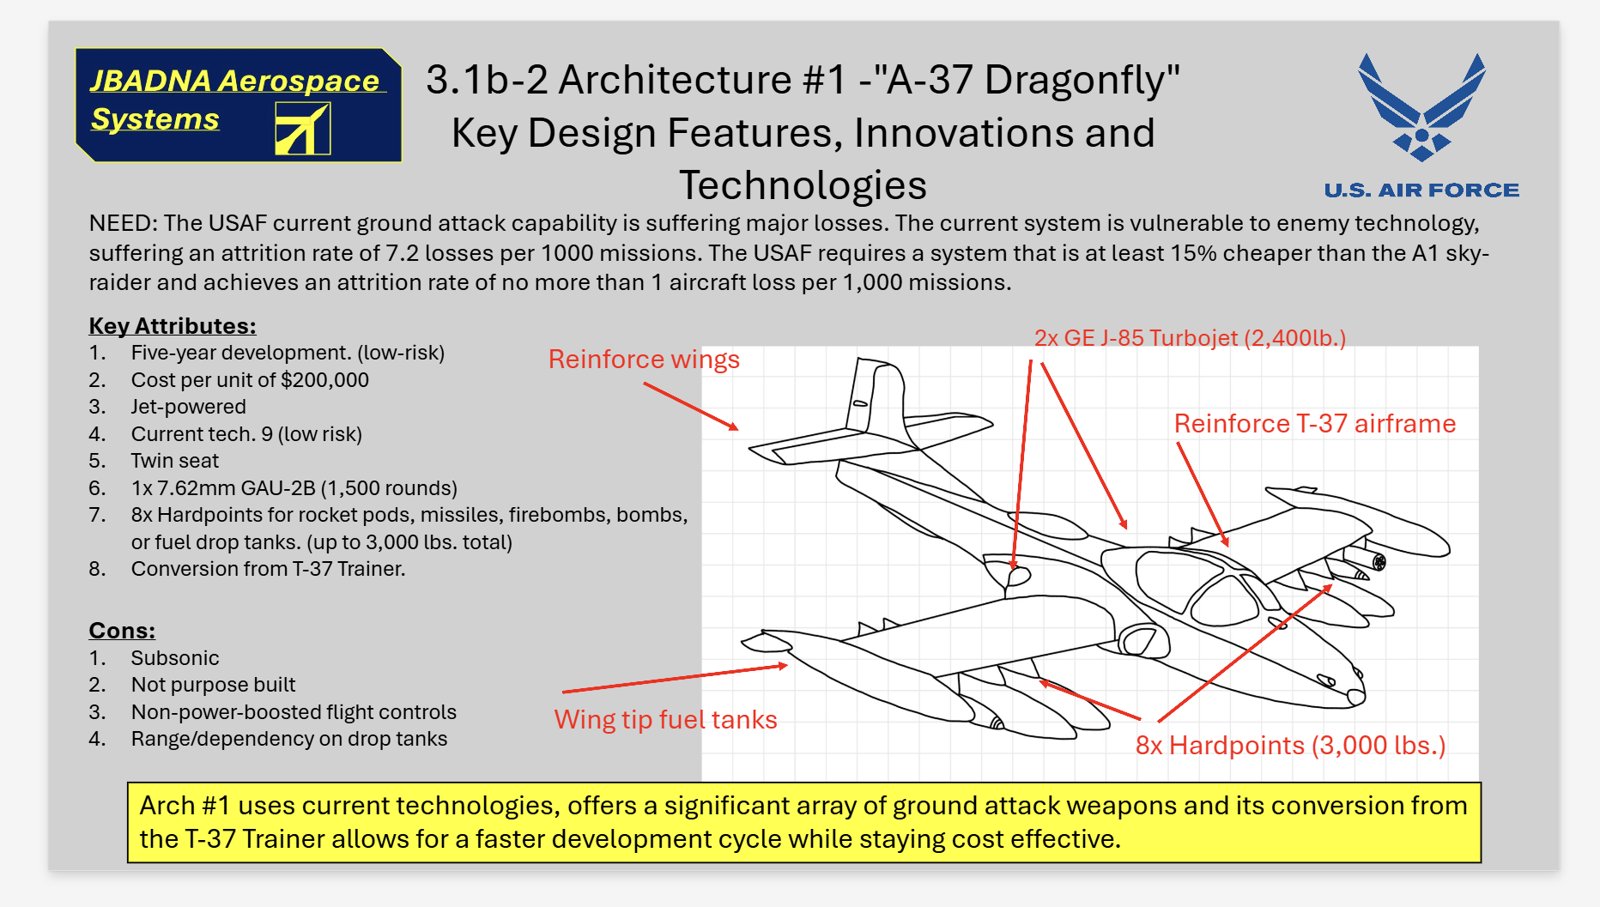 JBADNA Aerospace
Systems
3.1b-2 Architecture #1 -"A-37 Dragonfly"
Key Design Features, Innovations and
Technologies
U.S. AIR FORCE
NEED: The USAF current ground attack capability is suffering major losses. The current system is vulnerable to enemy technology,
suffering an attrition rate of 7.2 losses per 1000 missions. The USAF requires a system that is at least 15% cheaper than the A1 sky-
raider and achieves an attrition rate of no more than 1 aircraft loss per 1,000 missions.
Key Attributes:
1. Five-year development. (low-risk)
2. Cost per unit of $200,000
3. Jet-powered
4. Current tech. 9 (low risk)
5. Twin seat
6. 1x 7.62mm GAU-2B (1,500 rounds)
7. 8x Hardpoints for rocket pods, missiles, firebombs, bombs,
or fuel drop tanks. (up to 3,000 lbs. total)
8. Conversion from T-37 Trainer.
Cons:
1. Subsonic
2. Not purpose built
3. Non-power-boosted flight controls
4. Range/dependency on drop tanks
Reinforce wings
2x GE J-85 Turbojet (2,400lb.)
Reinforce T-37 airframe
Wing tip fuel tanks
8x Hardpoints (3,000 lbs.)
Arch #1 uses current technologies, offers a significant array of ground attack weapons and its conversion from
the T-37 Trainer allows for a faster development cycle while staying cost effective.